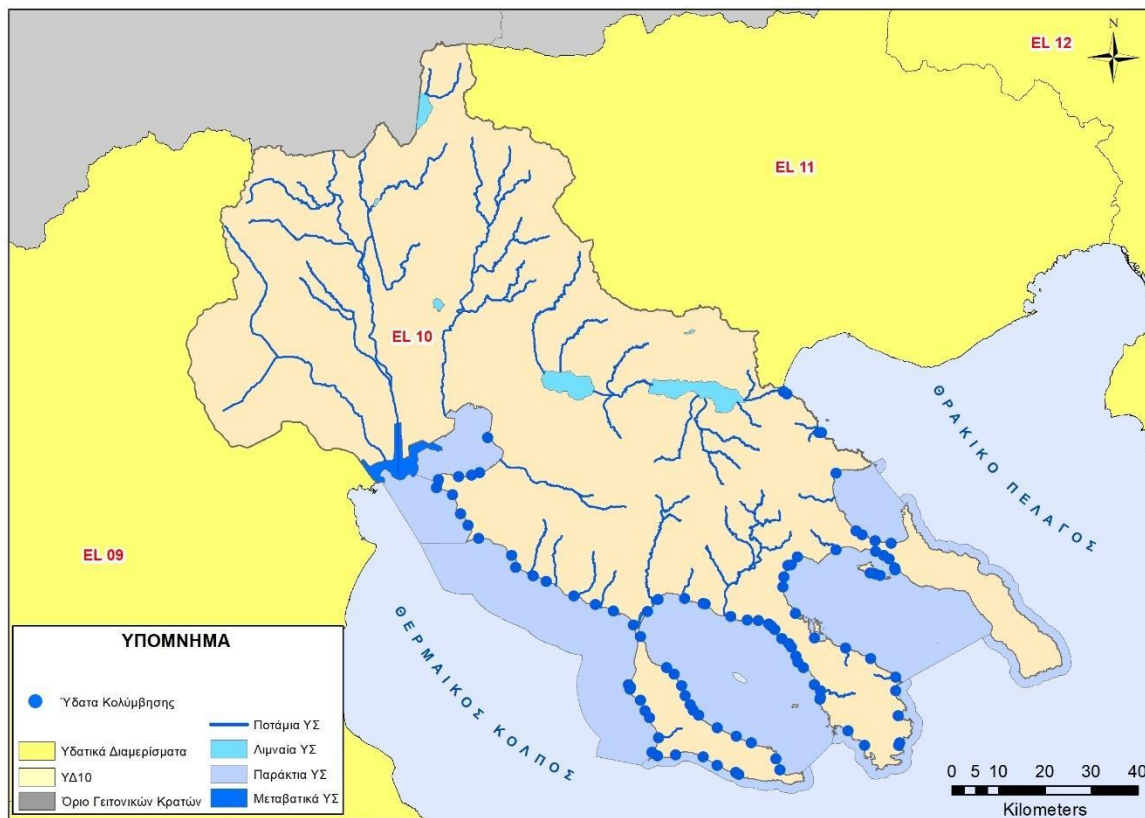 EL 12
N
EL 11
EL 10
ΘΡΑΚΙΚΟ ΠΕΛΑΓΟΣ
EL 09
ΘΕΡΜΑΙΚΟΣ ΚΟΛΠΟΣ
ΥΠΟΜΝΗΜΑ
Ύδατα Κολύμβησης
Υδατικά Διαμερίσματα
ΥΔ10
Όριο Γειτονικών Κρατών
Ποτάμια ΥΣ
Λιμναία ΥΣ
Παράκτια ΥΣ
Μεταβατικά ΥΣ
0 5 10 20 30 40
Kilometers